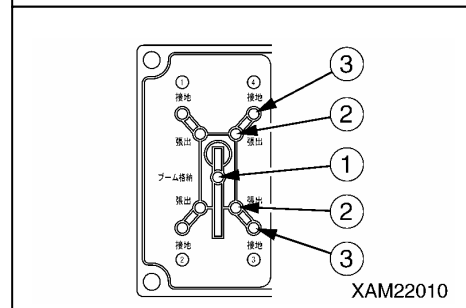 ① ④ ③
接地 接地
張出 張出 ②
ブーム格納 ①
張出 張出 ②
接地 接地
② ③ ③
XAM22010